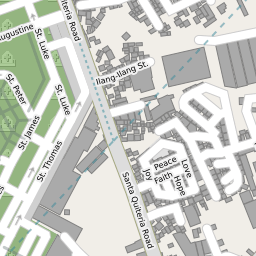 Augustine
St. Luke
uiteria Road
Ilang-Ilang St.
St. Peter
St. Luke
St. James
St. Thomas
Santa Quiteria Road
Joy
Peace
Faith
Hope
Love